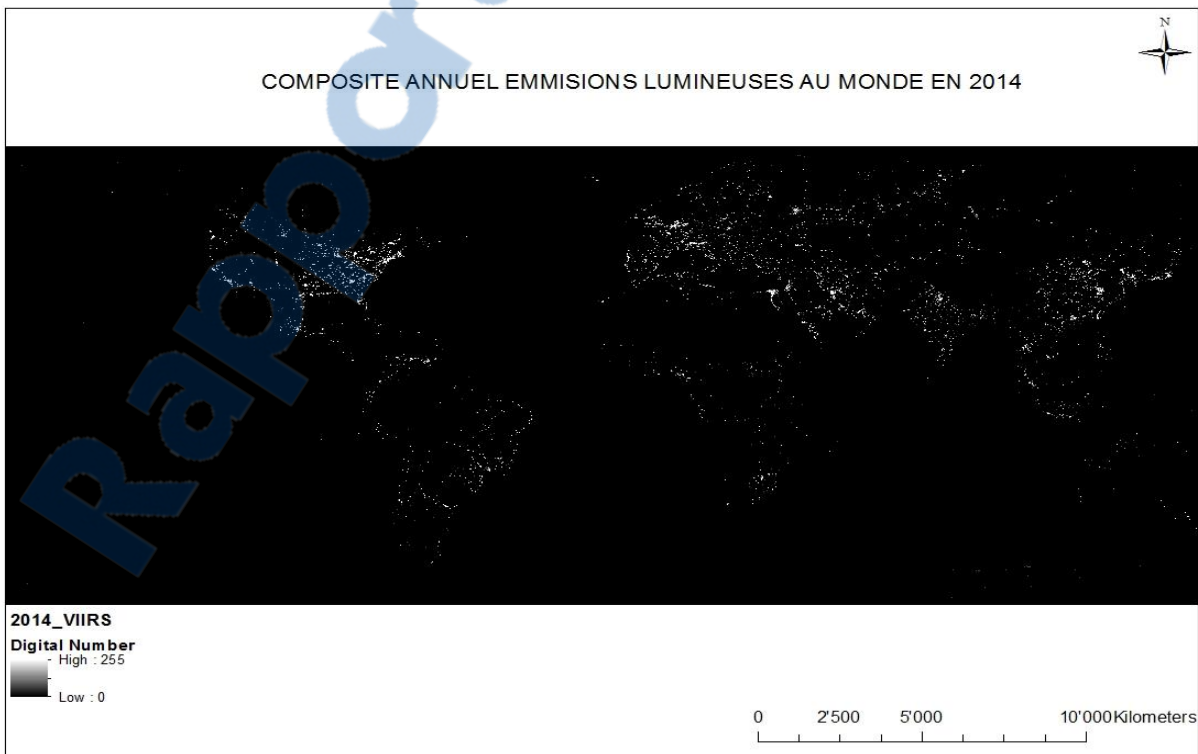 N
COMPOSITE ANNUEL EMMISIONS LUMINEUSES AU MONDE EN 2014
2014_VIIRS
Digital Number
High : 255
Low : 0
0 2'500 5'000 10'000 Kilometers